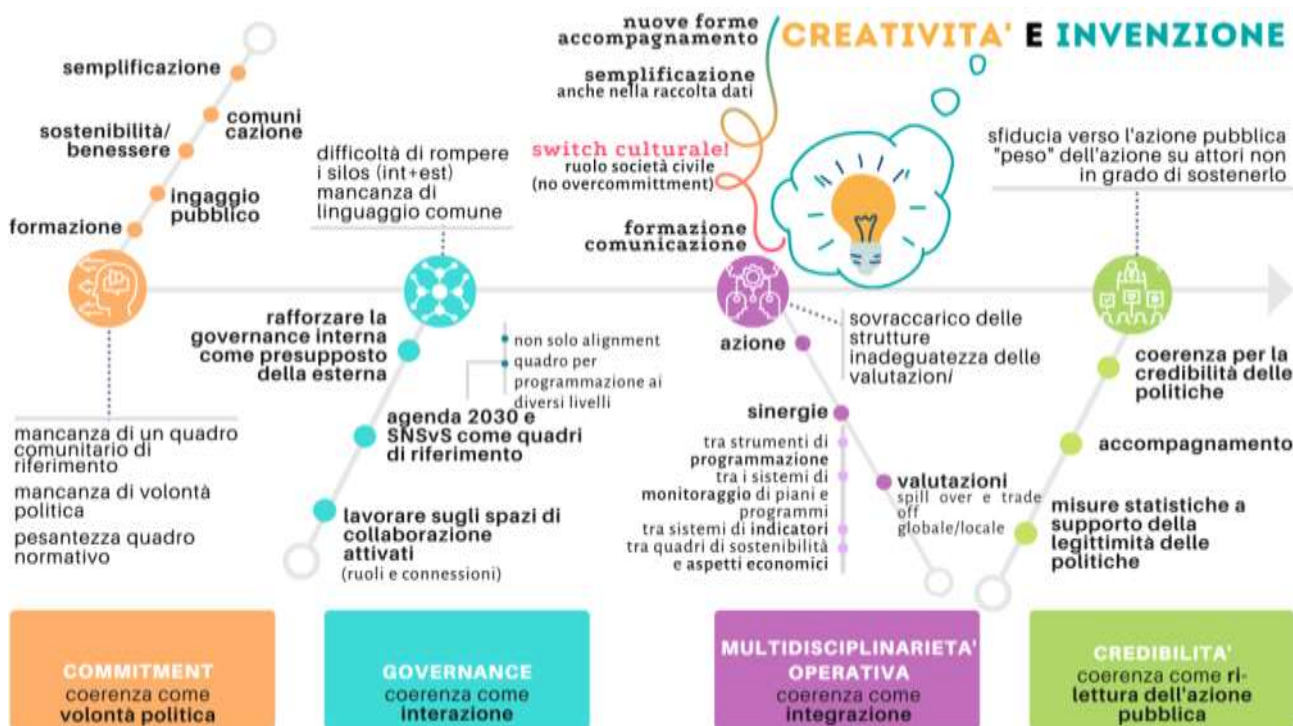 CREATIVITA' E INVENZIONE
semplificazione
comuni
cazione
sostenibilità/
benessere
ingaggio
pubblico
formazione
mancanza di un quadro
comunitario di
riferimento
mancanza di volontà
politica
pesantezza quadro
normativo
difficoltà di rompere
i silos (int+est)
mancanza di
linguaggio comune
rafforzare la
governance interna
come presupposto
della esterna
non solo alignment
quadro per
programmazione ai
diversi livelli
agenda 2030 e
SNSvS come quadri
di riferimento
lavorare sugli spazi di
collaborazione
attivati
(ruoli e connessioni)
nuove forme
accompagnamento
semplificazione
anche nella raccolta dati
switch culturale!
ruolo società civile
(no overcommittment)
formazione
comunicazione
sovraccarico delle
strutture
inadeguatezza delle
valutazioni
azione
sinergie
tra strumenti di
programmazione
tra i sistemi di
monitoraggio di piani e
programmi
tra sistemi di indicatori
tra quadri di sostenibilità
e aspetti economici
valutazioni
spill over e trade
off
globale/locale
sfiducia verso l'azione pubblica
"peso" dell'azione su attori non
in grado di sostenerlo
coerenza per la
credibilità delle
politiche
accompagnamento
misure statistiche a
supporto della
legittimità delle
politiche
COMMITMENT
coerenza come
volontà politica
GOVERNANCE
coerenza come
interazione
MULTIDISCIPLINARIETA'
OPERATIVA
coerenza come
integrazione
CREDIBILITA'
coerenza come ri-
lettura dell'azione
pubblica